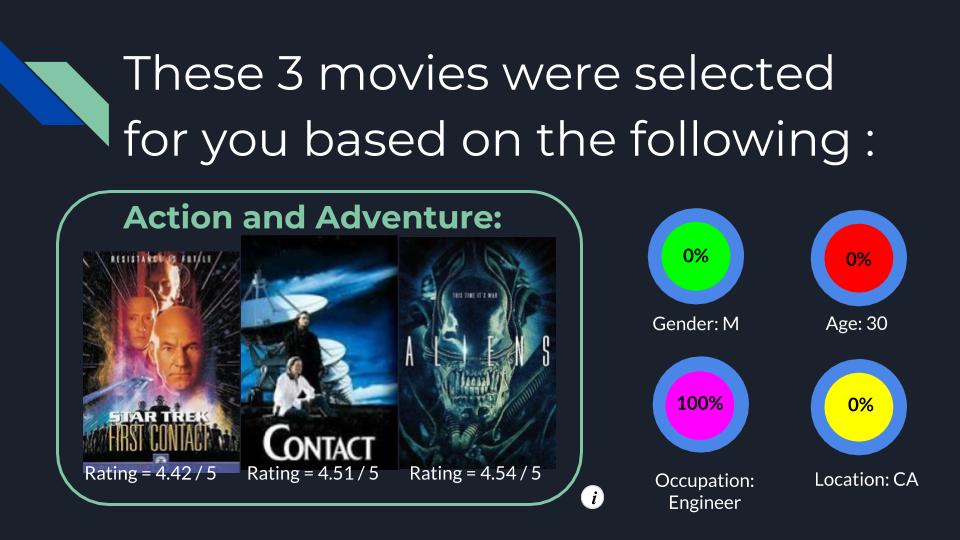 These 3 movies were selected
for you based on the following :
Action and Adventure:
RESISTANCE IS FUTILE
STAR TREK
FIRST CONTACT
CONTACT
THIS TIME IT'S WAR
ALIENS
Rating = 4.42 / 5
Rating = 4.51 / 5
Rating = 4.54 / 5
i
0%
Gender: M
0%
Age: 30
100%
Occupation:
Engineer
0%
Location: CA